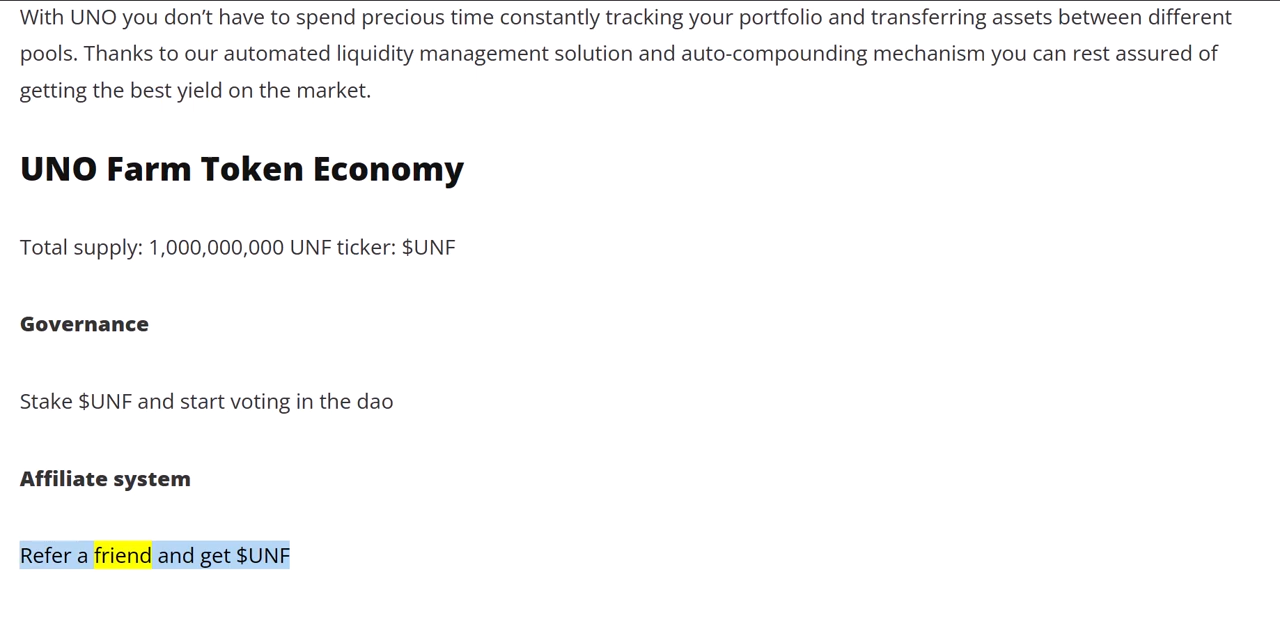 With UNO you don’t have to spend precious time constantly tracking your portfolio and transferring assets between different
pools. Thanks to our automated liquidity management solution and auto-compounding mechanism you can rest assured of
getting the best yield on the market.
UNO Farm Token Economy
Total supply: 1,000,000,000 UNF ticker: $UNF
Governance
Stake $UNF and start voting in the dao
Affiliate system
Refer a friend and get $UNF